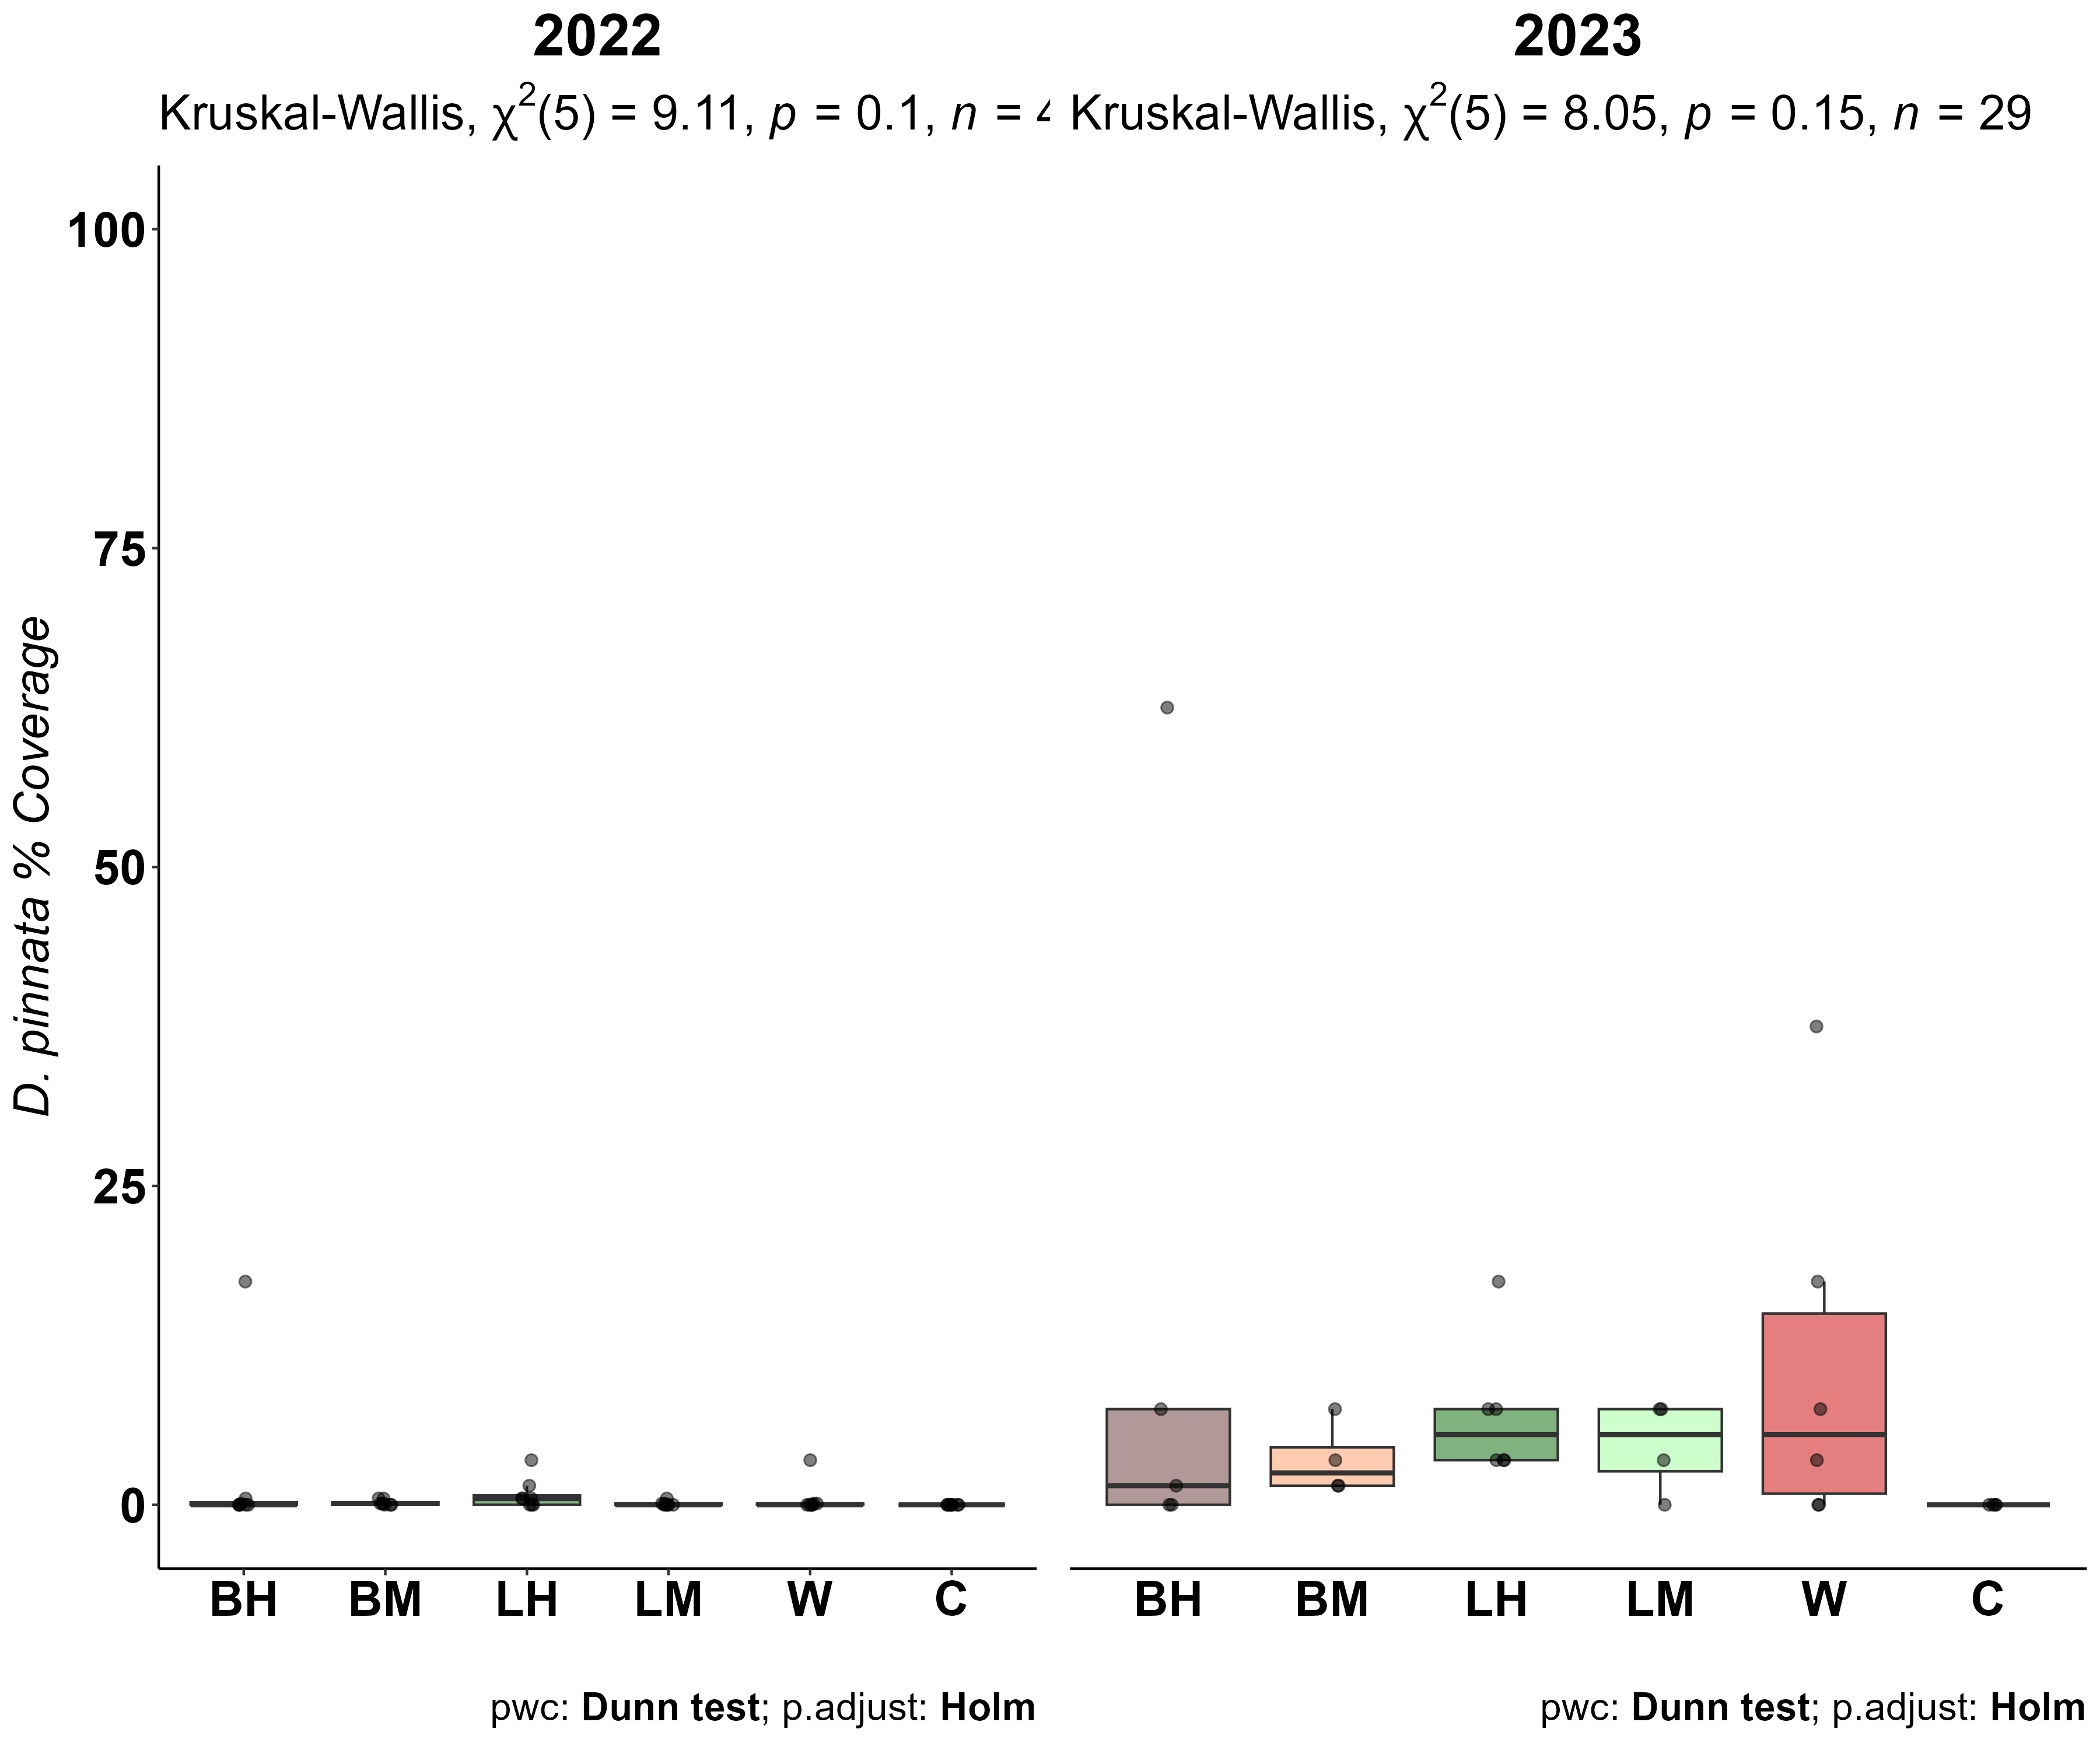 2022
Kruskal-Wallis, χ²(5) = 9.11, p = 0.1, n =
2023
Kruskal-Wallis, χ²(5) = 8.05, p = 0.15, n = 29
D. pinnata % Coverage
100
75
50
25
0
BH BM LH LM W C
BH BM LH LM W C
pwc: Dunn test; p.adjust: Holm
pwc: Dunn test; p.adjust: Holm